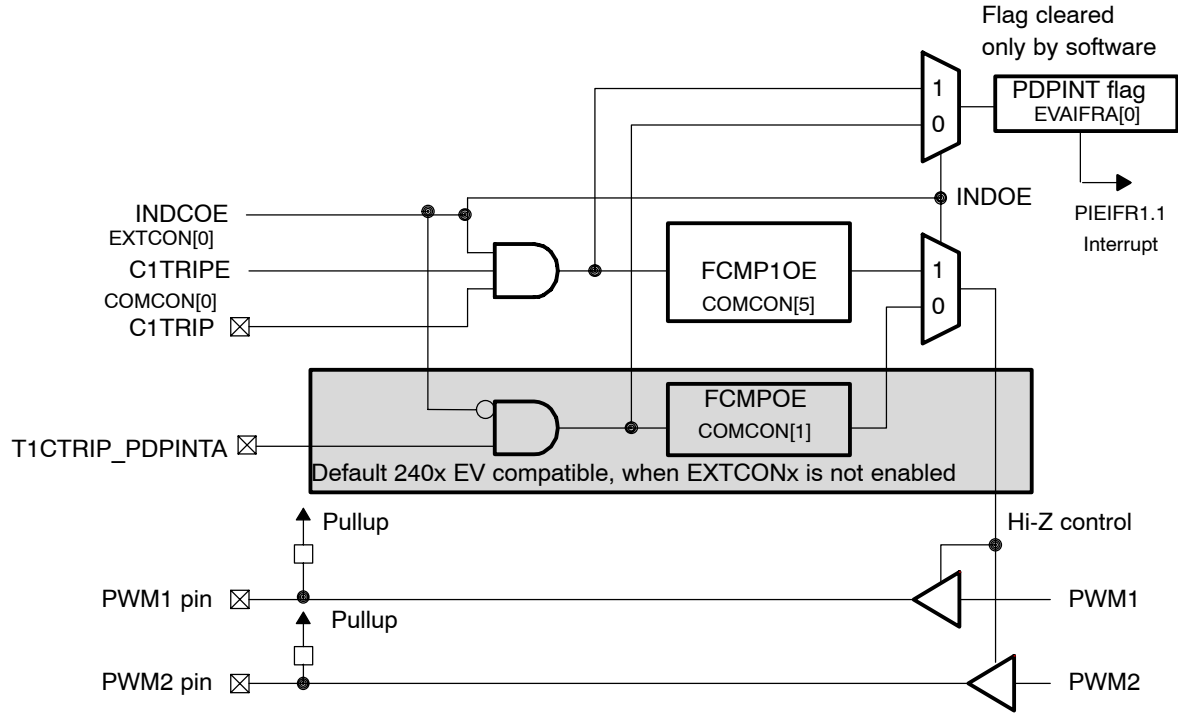 Flag cleared
only by software
1
0
PDPINT flag
EVAIFRA[0]
INDOE
PIEIFR1.1
Interrupt
INDCOE
EXTCON[0]
C1TRIPE
COMCON[0]
C1TRIP
FCMP1OE
COMCON[5]
1
0
FCMPOE
COMCON[1]
T1CTRIP_PDPINTA
Default 240x EV compatible, when EXTCONx is not enabled
Pullup
Hi-Z control
PWM1 pin
PWM1
Pullup
PWM2 pin
PWM2